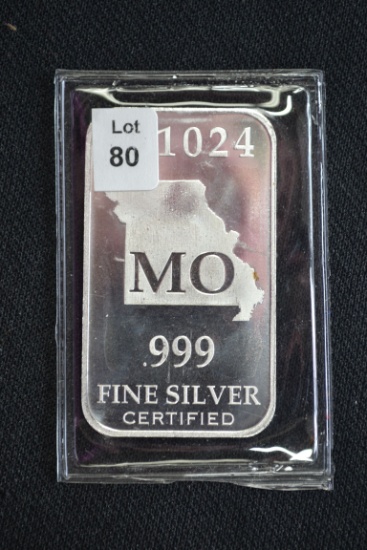 Lot
80
1024
MO
.999
FINE SILVER
CERTIFIED